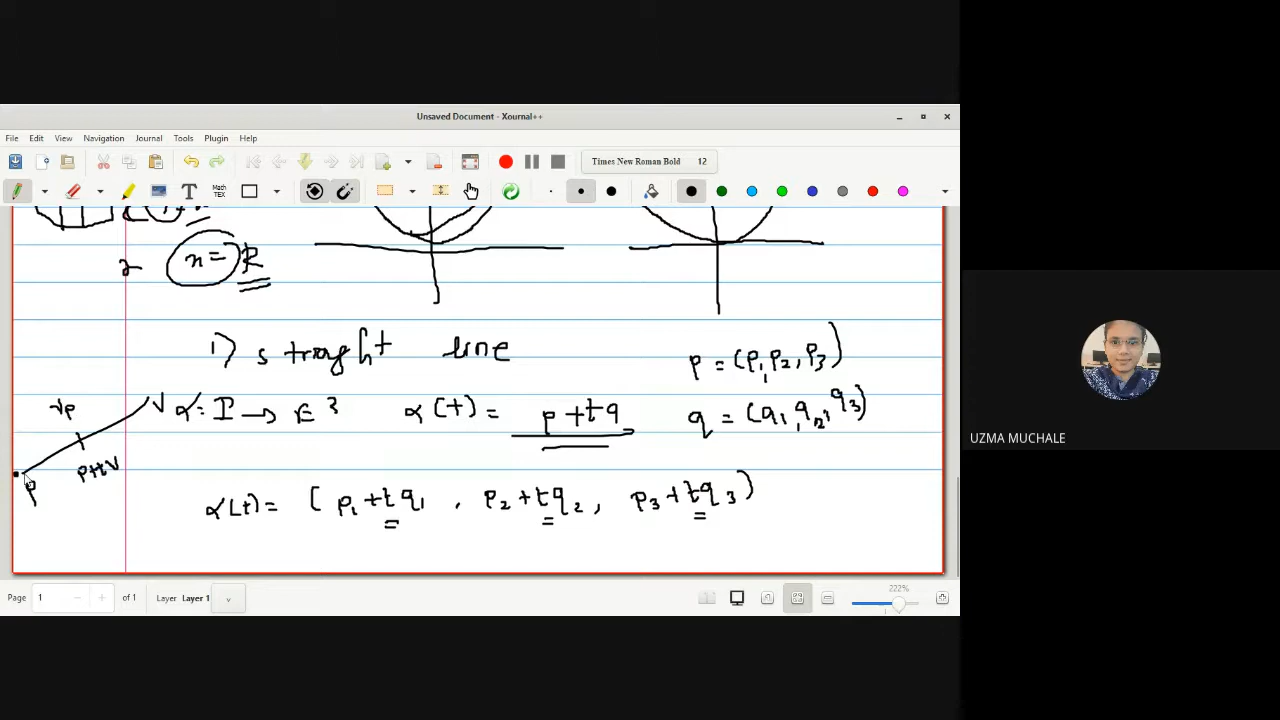 Unsaved Document - Xournal++
File Edit View Navigation Journal Tools Plugin Help
Times New Roman Bold 12
n= R
1) straight line
p = (p1, p2, p3)
vp v α: I → E3 α(t) = p+tq q = (q1, q2, q3)
p+tv
p
α(t) = ( p1+tq1 , p2+tq2, p3+tq3 )
UZMA MUCHALE
Page 1 of 1 Layer Layer 1 222%